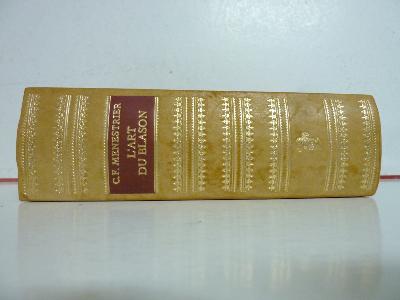 C.F. MENESTRIER
L'ART
DU BLASON